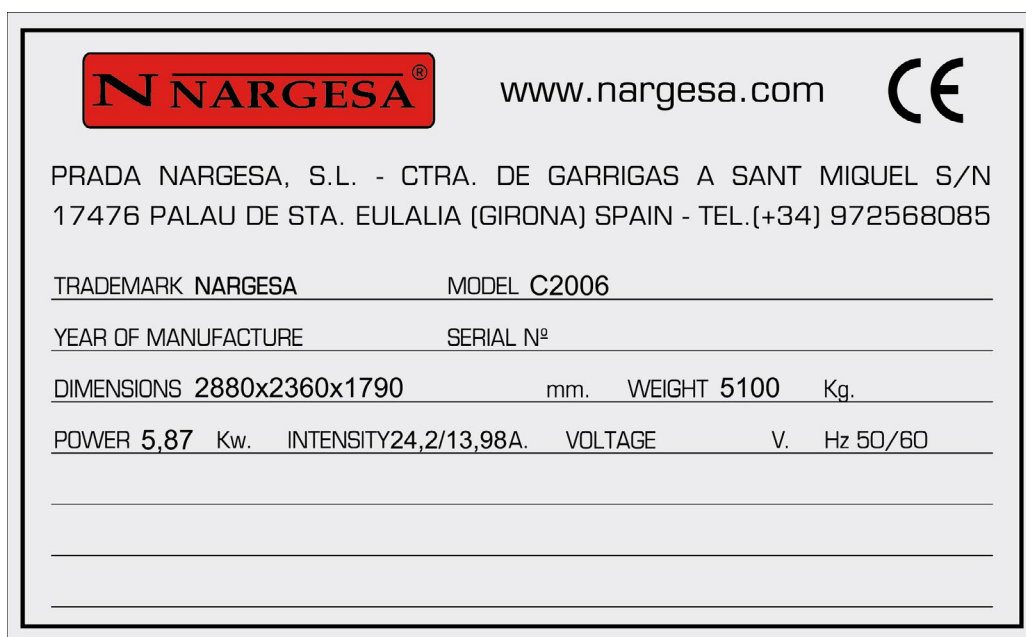 N NARGESA® www.nargesa.com CE
PRADA NARGESA, S.L. - CTRA. DE GARRIGAS A SANT MIQUEL S/N
17476 PALAU DE STA. EULALIA (GIRONA) SPAIN - TEL.(+34) 972568085
TRADEMARK NARGESA MODEL C2006
YEAR OF MANUFACTURE SERIAL Nº
DIMENSIONS 2880x2360x1790 mm. WEIGHT 5100 Kg.
POWER 5,87 Kw. INTENSITY24,2/13,98A. VOLTAGE V. Hz 50/60